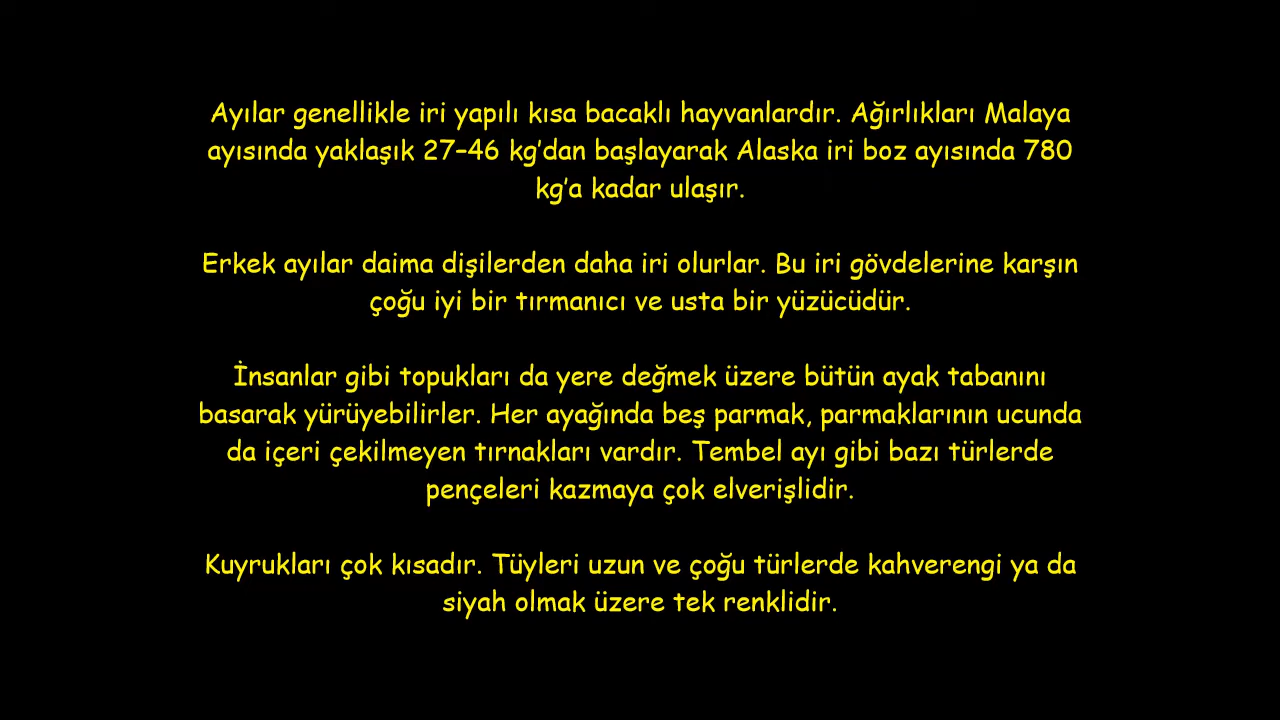 Ayılar genellikle iri yapılı kısa bacaklı hayvanlardır. Ağırlıkları Malaya
ayısında yaklaşık 27–46 kg’dan başlayarak Alaska iri boz ayısında 780
kg’a kadar ulaşır.
Erkek ayılar daima dişilerden daha iri olurlar. Bu iri gövdelerine karşın
çoğu iyi bir tırmanıcı ve usta bir yüzücüdür.
İnsanlar gibi topukları da yere değmek üzere bütün ayak tabanını
basarak yürüyebilirler. Her ayağında beş parmak, parmaklarının ucunda
da içeri çekilmeyen tırnakları vardır. Tembel ayı gibi bazı türlerde
pençeleri kazmaya çok elverişlidir.
Kuyrukları çok kısadır. Tüyleri uzun ve çoğu türlerde kahverengi ya da
siyah olmak üzere tek renklidir.